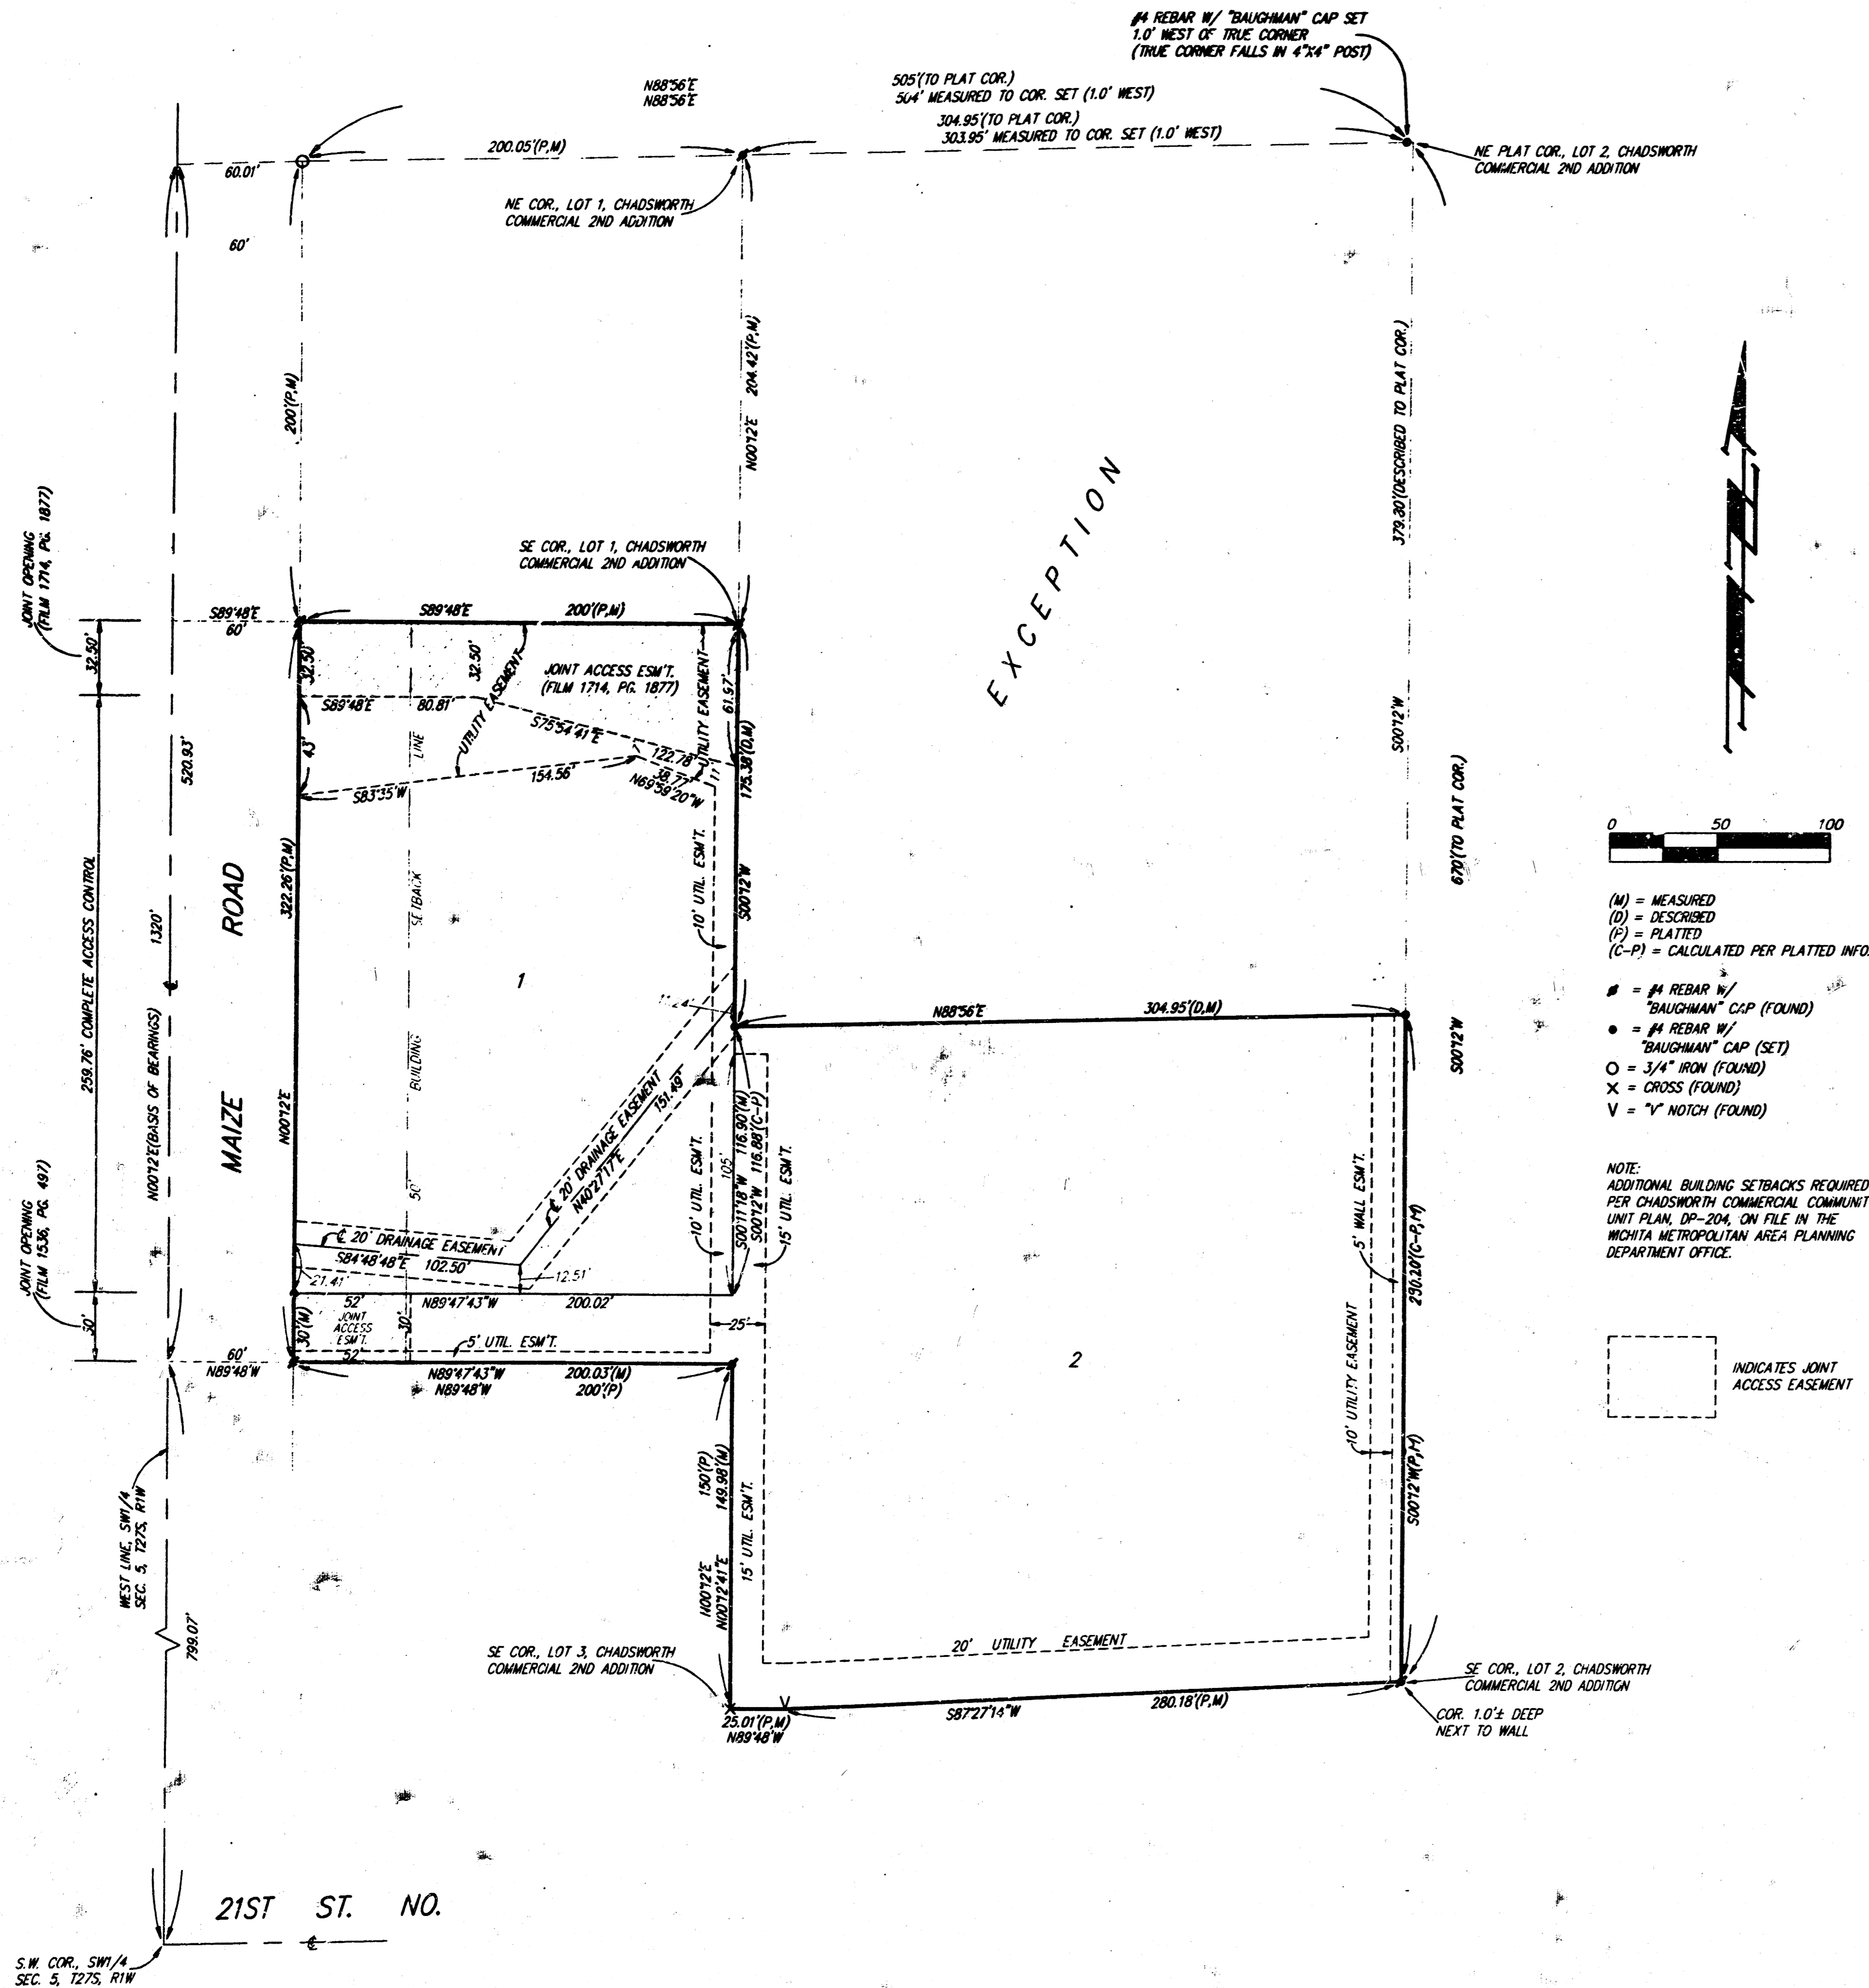 #4 REBAR W/ "BAUGHMAN" CAP SET
1.0' WEST OF TRUE CORNER
(TRUE CORNER FALLS IN 4"X4" POST)
N88°56'E
N88°56'E
505'(TO PLAT COR.)
504' MEASURED TO COR. SET (1.0' WEST)
304.95'(TO PLAT COR.)
303.95' MEASURED TO COR. SET (1.0' WEST)
200.05'(P,M)
60.01'
NE PLAT COR., LOT 2, CHADSWORTH
COMMERCIAL 2ND ADDITION
NE COR., LOT 1, CHADSWORTH
COMMERCIAL 2ND ADDITION
60'
200'(P,M)
N00°12'E 204.42'(P,M)
379.80'(DESCRIBED TO PLAT COR.)
EXCEPTION
JOINT OPENING
(FILM 1714, PG. 1877)
SE COR., LOT 1, CHADSWORTH
COMMERCIAL 2ND ADDITION
S89°48'E
60'
S89°48'E 200'(P,M)
32.50'
32.50'
32.50'
JOINT ACCESS ESM'T.
(FILM 1714, PG. 1877)
UTILITY EASEMENT
UTILITY EASEMENT
61.97'
S89°48'E 80.81'
S75°54'41"E
122.78'
38.77'
N69°59'20"W
11'
175.38'(D,M)
S00°12'W
43'
154.56'
S83°35'W
LINE
SETBACK
BUILDING
50'
520.93'
S00°12'W
670'(TO PLAT COR.)
0 50 100
259.76' COMPLETE ACCESS CONTROL
1320'
N00°12'E(BASIS OF BEARINGS)
MAIZE ROAD
322.26'(P,M)
N00°12'E
10' UTIL. ESM'T.
1
(M) = MEASURED
(D) = DESCRIBED
(P) = PLATTED
(C-P) = CALCULATED PER PLATTED INFO.
= #4 REBAR W/
"BAUGHMAN" CAP (FOUND)
● = #4 REBAR W/
"BAUGHMAN" CAP (SET)
O = 3/4" IRON (FOUND)
X = CROSS (FOUND)
V = "V" NOTCH (FOUND)
N88°56'E 304.95'(D,M)
S00°12'W
℄ 20' DRAINAGE EASEMENT
N40°27'17"E 151.49'
10' UTIL. ESM'T.
105'
S00°11'18"W 116.90'(M)
S00°12'W 116.88'(C-P)
15' UTIL. ESM'T.
5' WALL ESM'T.
290.20'(C-P,M)
10' UTILITY EASEMENT
S00°12'W(P,M)
NOTE:
ADDITIONAL BUILDING SETBACKS REQUIRED
PER CHADSWORTH COMMERCIAL COMMUNIT
UNIT PLAN, DP-204, ON FILE IN THE
WICHITA METROPOLITAN AREA PLANNING
DEPARTMENT OFFICE.
JOINT OPENING
(FILM 1536, PG. 497)
℄ 20' DRAINAGE EASEMENT
S84°48'48"E 102.50'
21.41'
12.51'
52' N89°47'43"W 200.02'
30'
30'(M)
JOINT
ACCESS
ESM'T.
30'
52'
5' UTIL. ESM'T.
25'
60'
N89°48'W
N89°47'43"W 200.03'(M)
N89°48'W 200'(P)
2
INDICATES JOINT
ACCESS EASEMENT
WEST LINE, SW1/4
SEC. 5, T27S, R1W
799.07'
150'(P)
149.98'(M)
N00°12'E
N00°12'41"E
15' UTIL. ESM'T.
20' UTILITY EASEMENT
SE COR., LOT 3, CHADSWORTH
COMMERCIAL 2ND ADDITION
V
25.01'(P,M)
N89°48'W
S87°27'14"W 280.18'(P,M)
SE COR., LOT 2, CHADSWORTH
COMMERCIAL 2ND ADDITION
COR. 1.0'± DEEP
NEXT TO WALL
21ST ST. NO.
℄
S.W. COR., SW1/4
SEC. 5, T27S, R1W